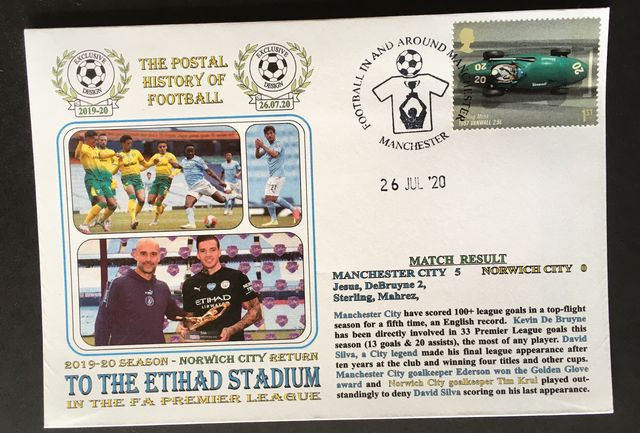 EXCLUSIVE DESIGN
2019-20
THE POSTAL
HISTORY OF
FOOTBALL
EXCLUSIVE DESIGN
26.07.20
FOOTBALL IN AND AROUND MANCHESTER
MANCHESTER
26 JUL '20
20
20
1957 VANWALL 2.5L
1st
ETIHAD
AIRWAYS
MATCH RESULT
MANCHESTER CITY 5 NORWICH CITY 0
Jesus, DeBruyne 2,
Sterling, Mahrez,
Manchester City have scored 100+ league goals in a top-flight
season for a fifth time, an English record. Kevin De Bruyne
has been directly involved in 33 Premier League goals this
season (13 goals & 20 assists), the most of any player. David
Silva, a City legend made his final league appearance after
ten years at the club and winning four titles and other cups.
Manchester City goalkeeper Ederson won the Golden Glove
award and Norwich City goalkeeper Tim Krul played out-
standingly to deny David Silva scoring on his last appearance.
2019-20 SEASON - NORWICH CITY RETURN
TO THE ETIHAD STADIUM
IN THE FA PREMIER LEAGUE